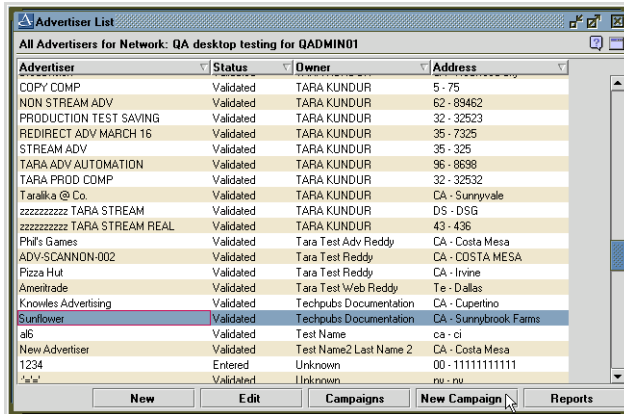 Advertiser List
All Advertisers for Network: QA desktop testing for QADMIN01
Advertiser Status Owner Address
COPY COMP Validated TARA KUNDUR 5 - 75
NON STREAM ADV Validated TARA KUNDUR 62 - 89462
PRODUCTION TEST SAVING Validated TARA KUNDUR 32 - 32523
REDIRECT ADV MARCH 16 Validated TARA KUNDUR 35 - 7325
STREAM ADV Validated TARA KUNDUR 35 - 325
TARA ADV AUTOMATION Validated TARA KUNDUR 96 - 8698
TARA PROD COMP Validated TARA KUNDUR 32 - 32532
Taralika @ Co. Validated TARA KUNDUR CA - Sunnyvale
zzzzzzzzzz TARA STREAM Validated TARA KUNDUR DS - DSG
zzzzzzzzzz TARA STREAM REAL Validated TARA KUNDUR 43 - 436
Phil's Games Validated Tara Test Adv Reddy CA - Costa Mesa
ADV-SCANNON-002 Validated Tara Test Reddy CA - COSTA MESA
Pizza Hut Validated Tara Test Reddy CA - Irvine
Ameritrade Validated Tara Test Web Reddy Te - Dallas
Knowles Advertising Validated Techpubs Documentation CA - Cupertino
Sunflower Validated Techpubs Documentation CA - Sunnybrook Farms
al6 Validated Test Name ca - ci
New Advertiser Validated Test Name2 Last Name 2 CA - Costa Mesa
1234 Entered Unknown 00 - 11111111111
Validated Unknown ny - ny
New Edit Campaigns New Campaign Reports